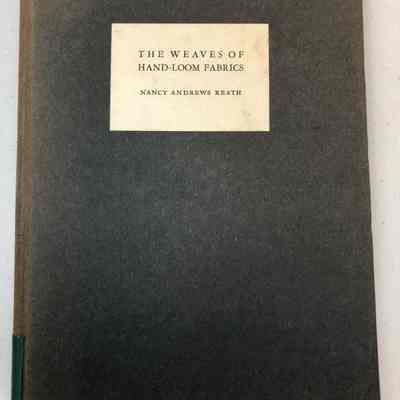 THE WEAVES OF
HAND-LOOM FABRICS
NANCY ANDREWS REATH